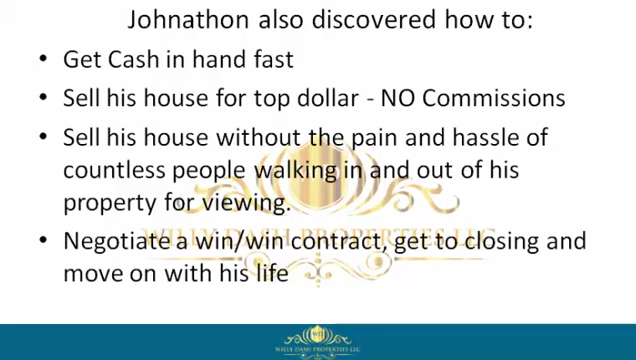 Johnathon also discovered how to:
• Get Cash in hand fast
• Sell his house for top dollar - NO Commissions
• Sell his house without the pain and hassle of
countless people walking in and out of his
property for viewing.
WILLY DASH PROPERTIES LLC
• Negotiate a win/win contract, get to closing and
move on with his life
WILLY DASH PROPERTIES LLC